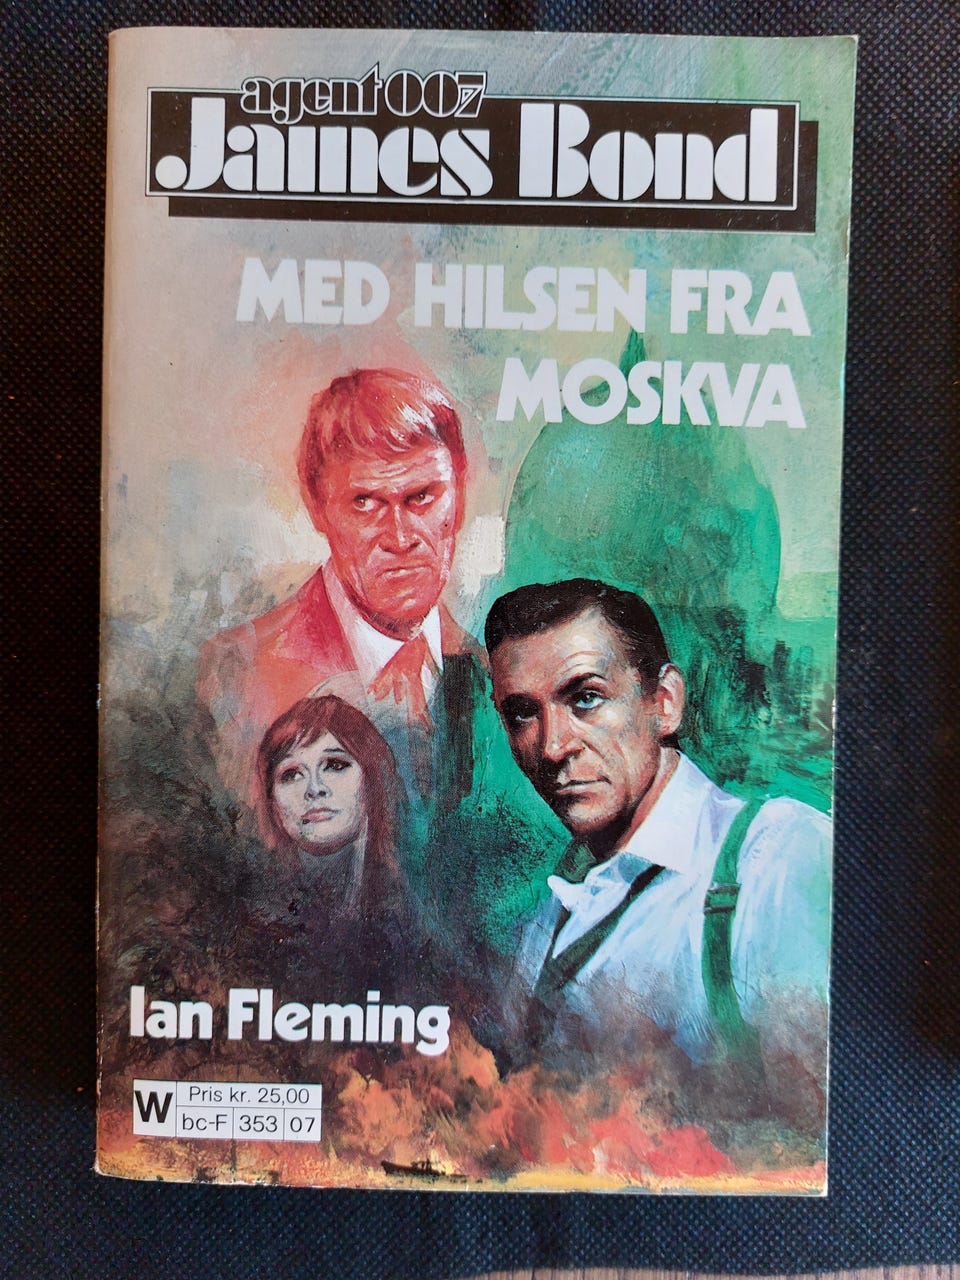 agent 007
James Bond
MED HILSEN FRA
MOSKVA
Ian Fleming
W
Pris kr. 25,00
bc-F 353 07